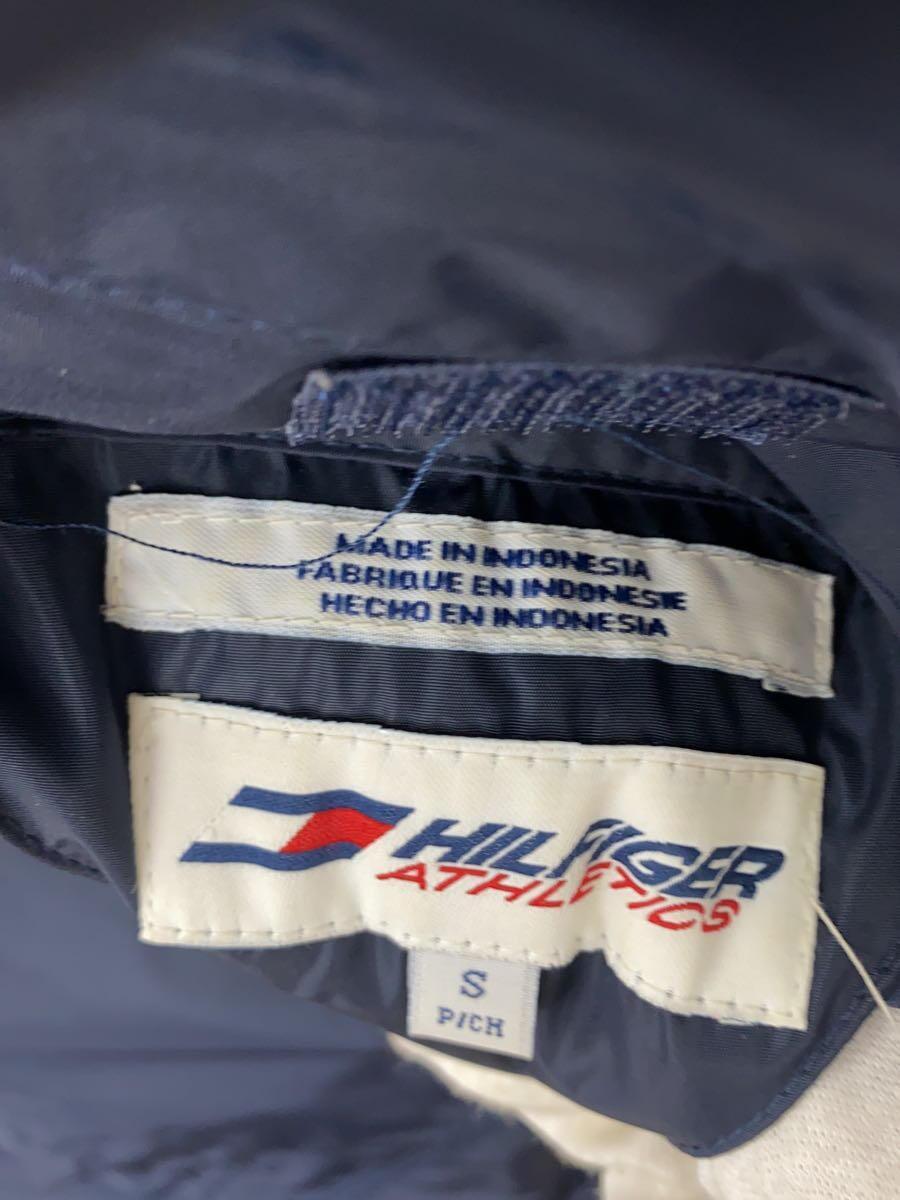 MADE IN INDONESIA
FABRIQUE EN INDONESIE
HECHO EN INDONESIA
HILFIGER
ATHLETICS
S
P/CH